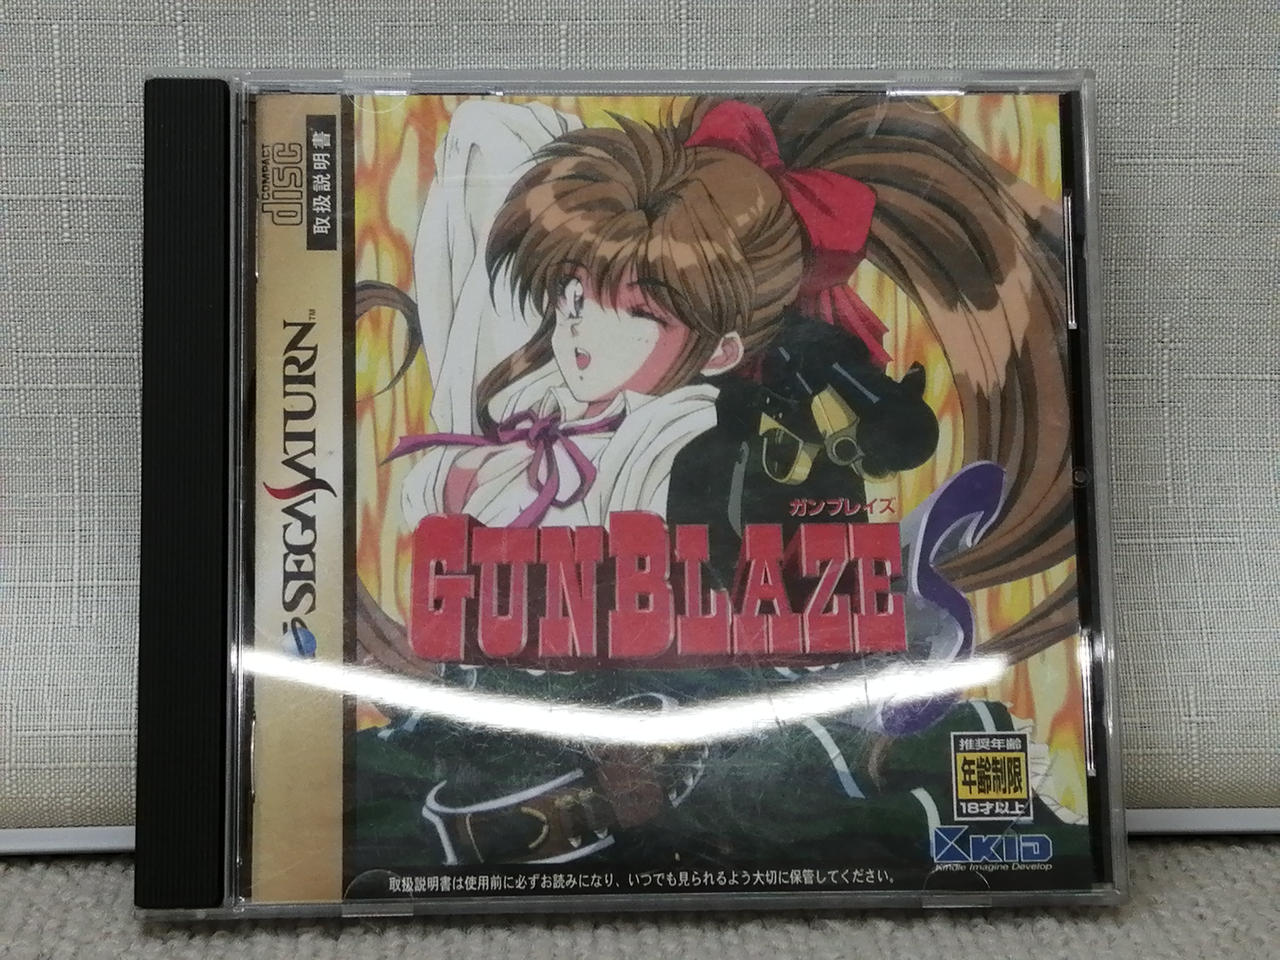 COMPACT
disc
取扱説明書
SEGA SATURN™
ガンブレイズ
GUNBLAZE
S
推奨年齢
年齢制限
18才以上
KID
Kindle Imagine Develop
取扱説明書は使用前に必ずお読みになり、いつでも見られるよう大切に保管してください。